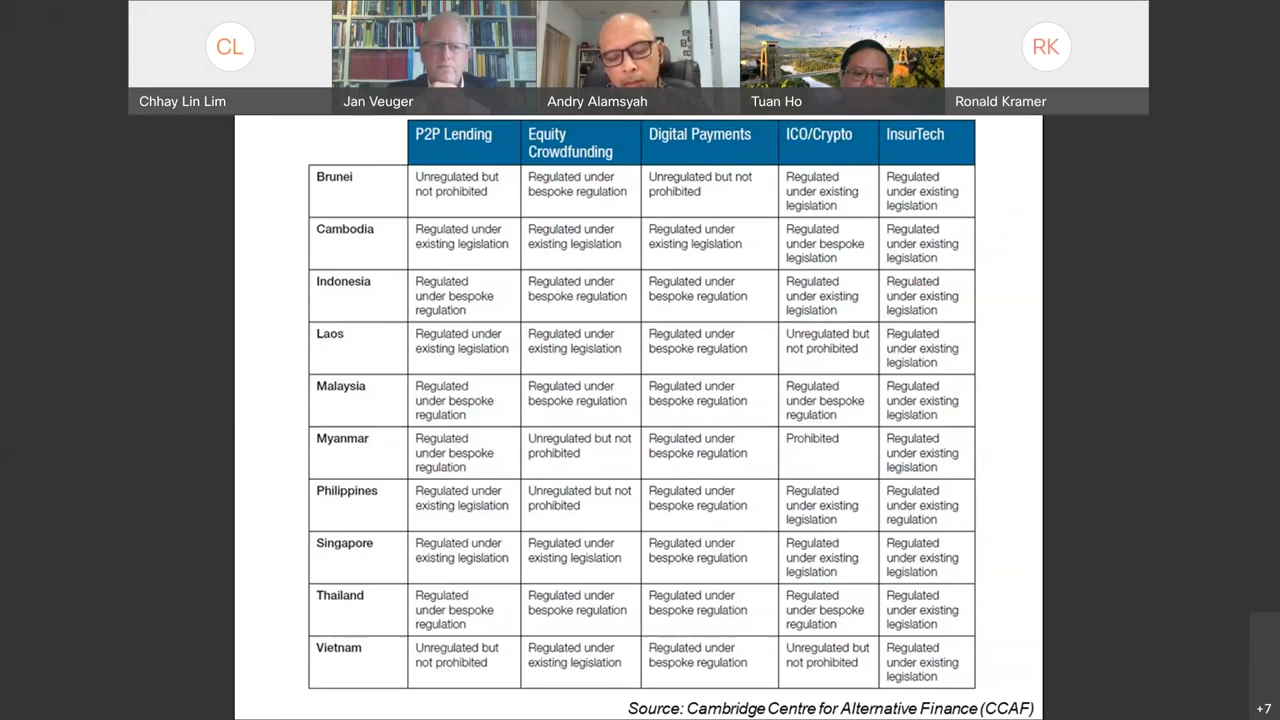 CL
RK
Chhay Lin Lim
Jan Veuger
Andry Alamsyah
Tuan Ho
Ronald Kramer
P2P Lending
Equity
Crowdfunding
Digital Payments
ICO/Crypto
InsurTech
Brunei
Unregulated but
not prohibited
Regulated under
bespoke regulation
Unregulated but not
prohibited
Regulated
under existing
legislation
Regulated
under existing
legislation
Cambodia
Regulated under
existing legislation
Regulated under
existing legislation
Regulated under
existing legislation
Regulated
under bespoke
legislation
Regulated
under existing
legislation
Indonesia
Regulated
under bespoke
regulation
Regulated under
bespoke regulation
Regulated under
bespoke regulation
Regulated
under existing
legislation
Regulated
under existing
legislation
Laos
Regulated under
existing legislation
Regulated under
existing legislation
Regulated under
bespoke regulation
Unregulated but
not prohibited
Regulated
under existing
legislation
Malaysia
Regulated
under bespoke
regulation
Regulated under
bespoke regulation
Regulated under
bespoke regulation
Regulated
under bespoke
regulation
Regulated
under existing
legislation
Myanmar
Regulated
under bespoke
regulation
Unregulated but not
prohibited
Regulated under
bespoke regulation
Prohibited
Regulated
under existing
legislation
Philippines
Regulated under
existing legislation
Unregulated but not
prohibited
Regulated under
bespoke regulation
Regulated
under existing
legislation
Regulated
under existing
regulation
Singapore
Regulated under
existing legislation
Regulated under
existing legislation
Regulated under
bespoke regulation
Regulated
under existing
legislation
Regulated
under existing
legislation
Thailand
Regulated
under bespoke
regulation
Regulated under
bespoke regulation
Regulated under
bespoke regulation
Regulated
under bespoke
regulation
Regulated
under existing
legislation
Vietnam
Unregulated but
not prohibited
Regulated under
existing legislation
Regulated under
bespoke regulation
Unregulated but
not prohibited
Regulated
under existing
legislation
Source: Cambridge Centre for Alternative Finance (CCAF)
+7